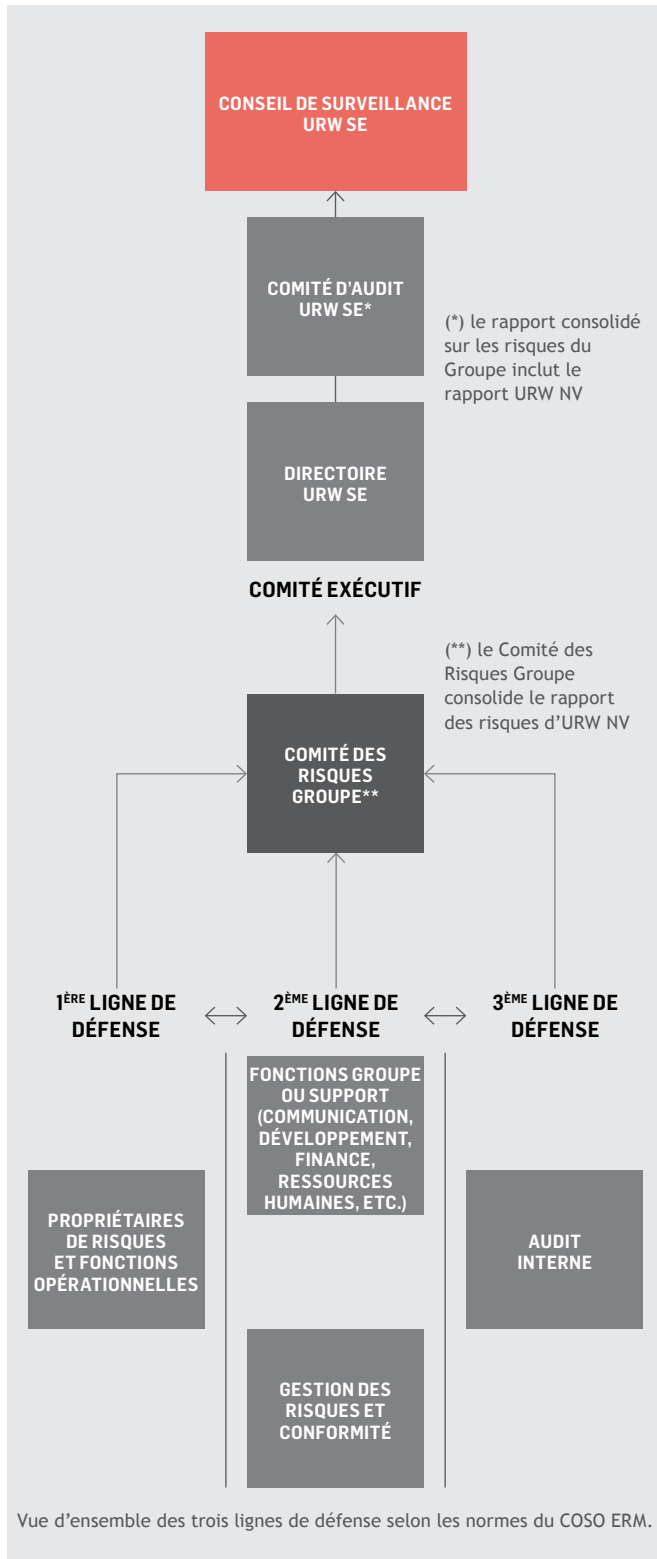 CONSEIL DE SURVEILLANCE
URW SE
COMITÉ D'AUDIT
URW SE*
(*) le rapport consolidé
sur les risques du
Groupe inclut le
rapport URW NV
DIRECTOIRE
URW SE
COMITÉ EXÉCUTIF
(**) le Comité des
Risques Groupe
consolide le rapport
des risques d’URW NV
COMITÉ DES
RISQUES
GROUPE**
1ÈRE LIGNE DE
DÉFENSE
2ÈME LIGNE DE
DÉFENSE
3ÈME LIGNE DE
DÉFENSE
FONCTIONS GROUPE
OU SUPPORT
(COMMUNICATION,
DÉVELOPPEMENT,
FINANCE,
RESSOURCES
HUMAINES, ETC.)
PROPRIÉTAIRES
DE RISQUES
ET FONCTIONS
OPÉRATIONNELLES
AUDIT
INTERNE
GESTION DES
RISQUES ET
CONFORMITÉ
Vue d’ensemble des trois lignes de défense selon les normes du COSO ERM.